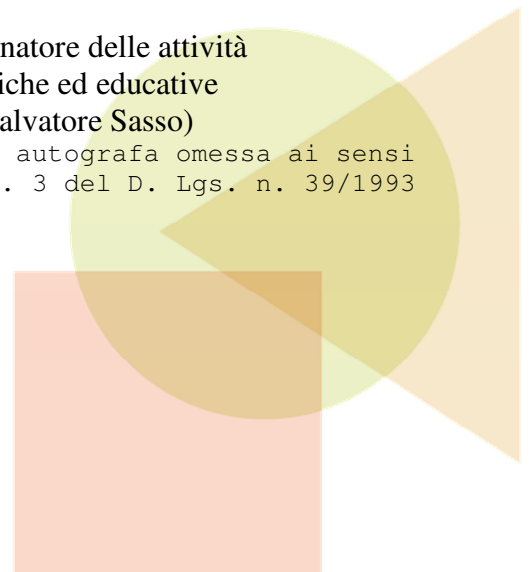 natore delle attività
iche ed educative
alvatore Sasso)
autografa omessa ai sensi
. 3 del D. Lgs. n. 39/1993